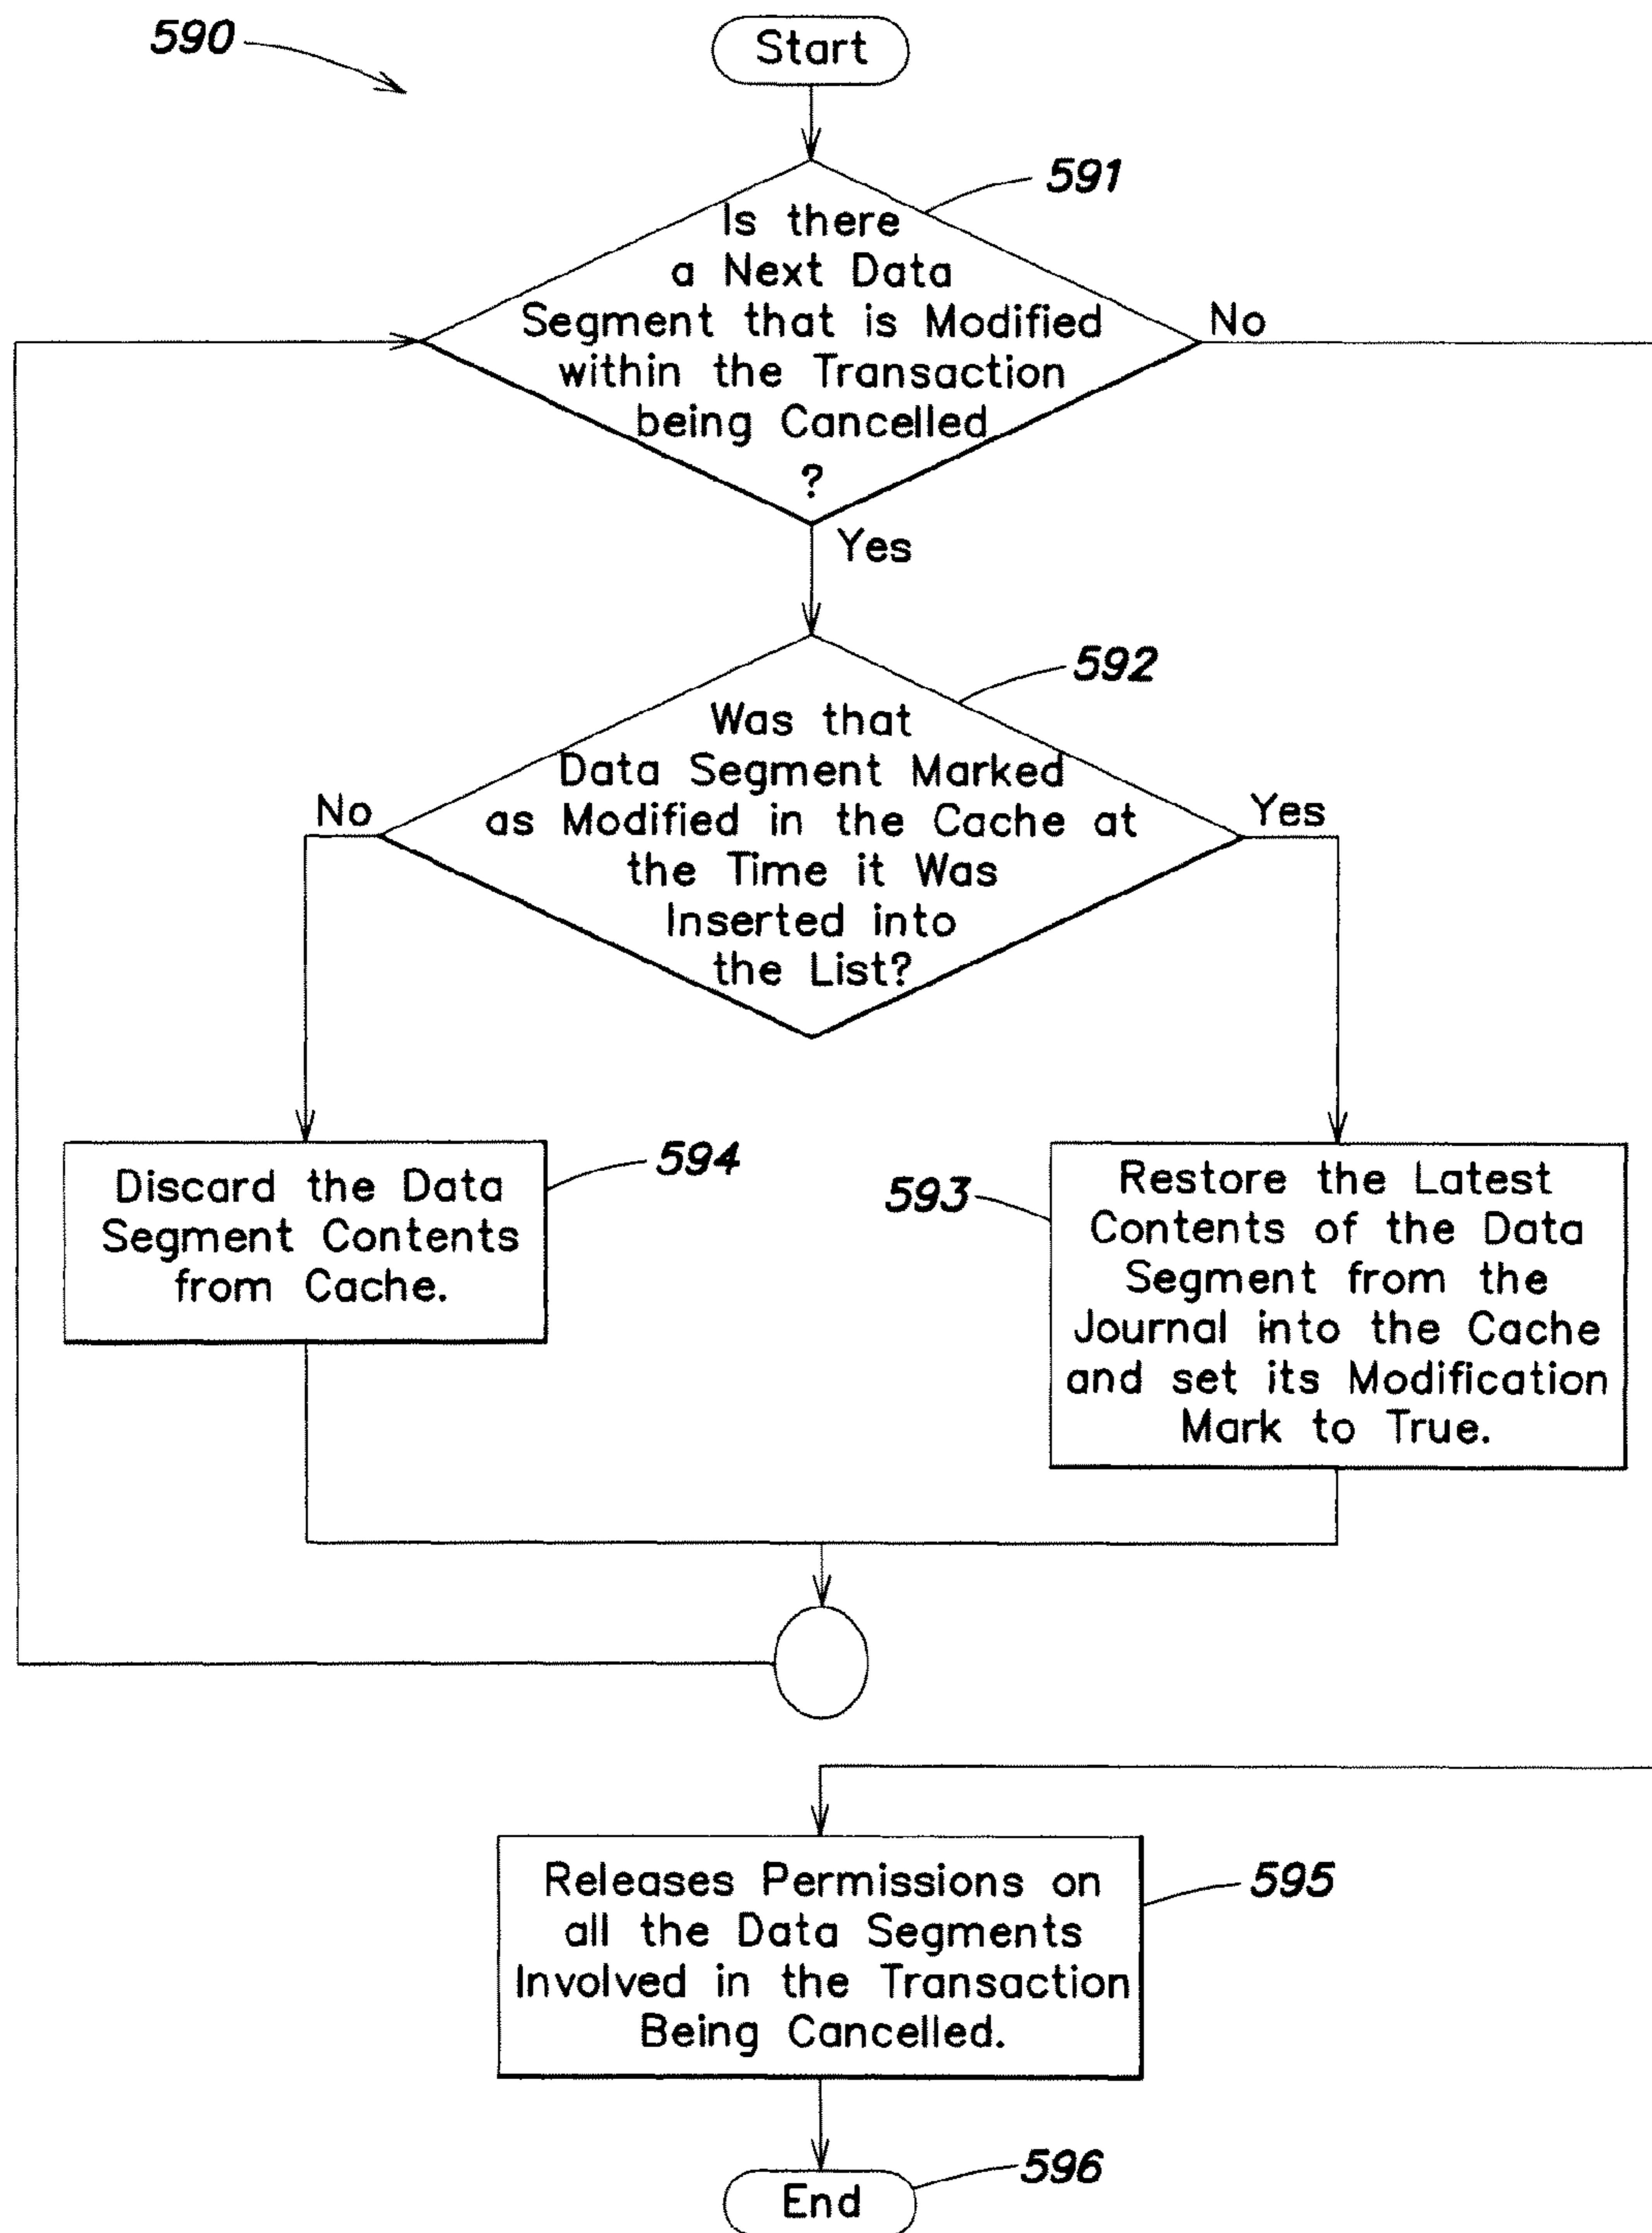 590
Start
591
Is there
a Next Data
Segment that is Modified
within the Transaction
being Cancelled
?
No
Yes
592
Was that
Data Segment Marked
as Modified in the Cache at
the Time it Was
Inserted into
the List?
No
Yes
Discard the Data
Segment Contents
from Cache.
594
593
Restore the Latest
Contents of the Data
Segment from the
Journal into the Cache
and set its Modification
Mark to True.
Releases Permissions on
all the Data Segments
Involved in the Transaction
Being Cancelled.
595
End
596